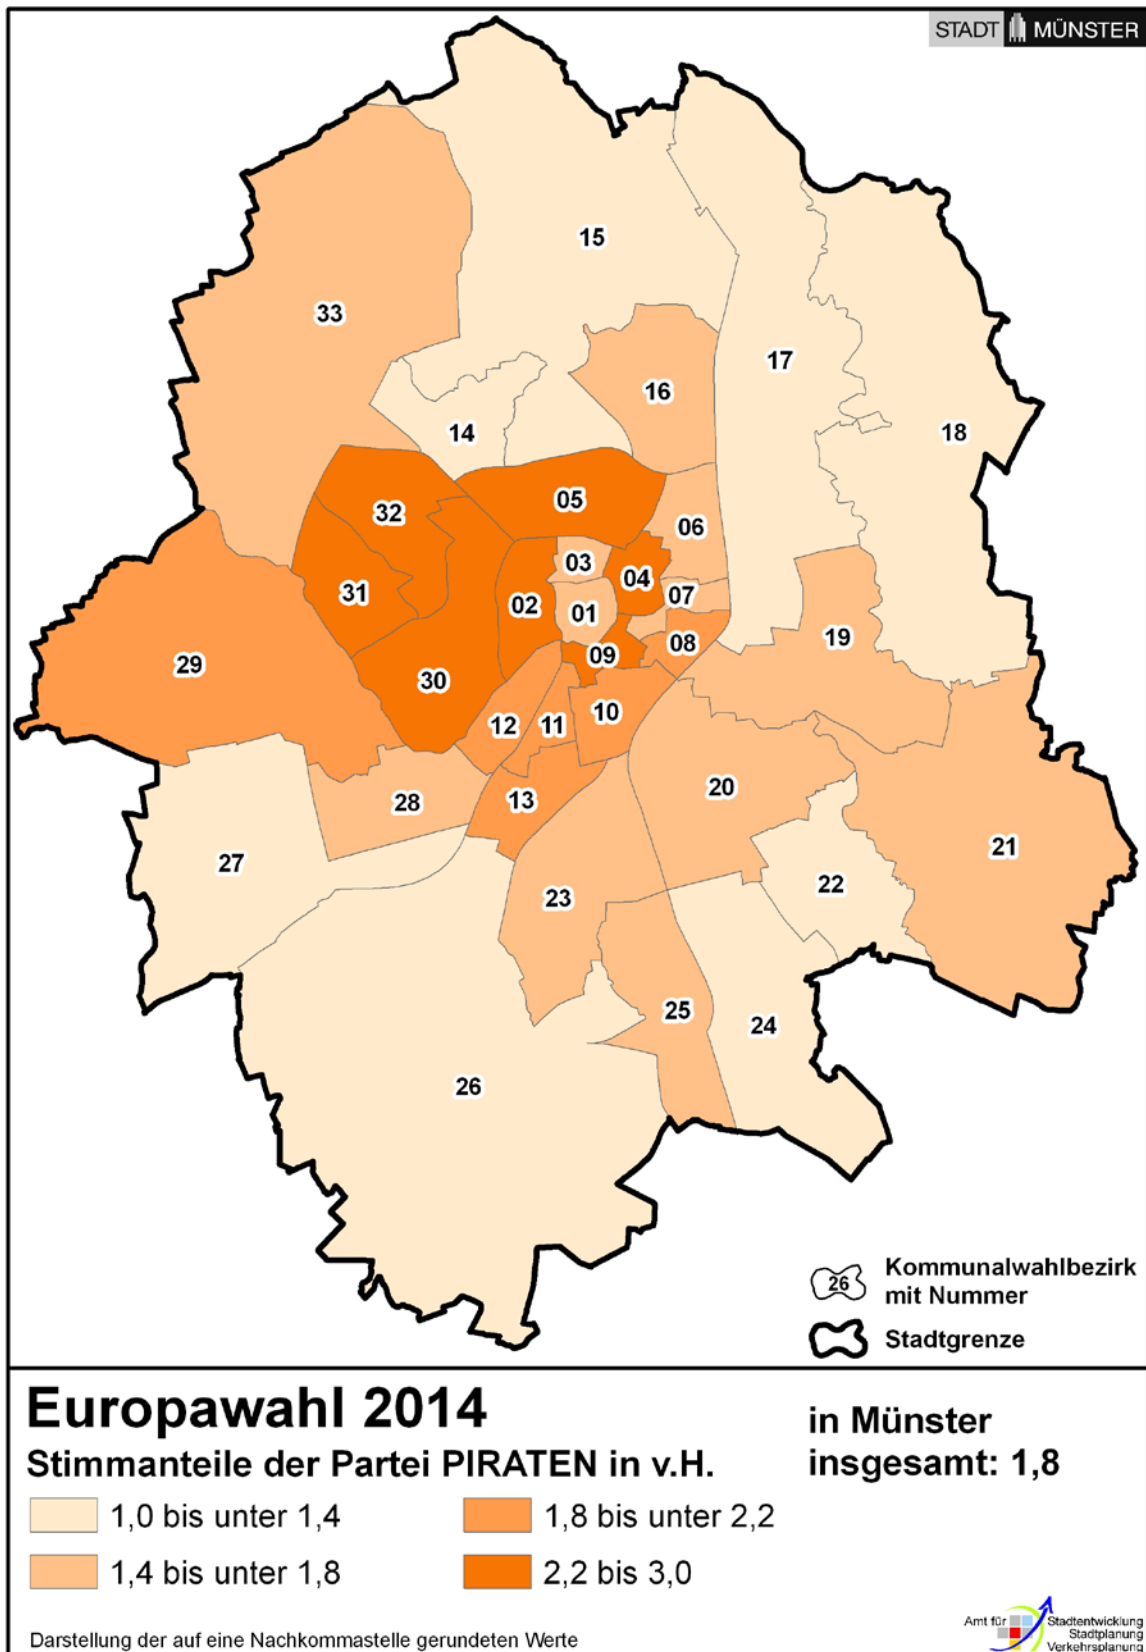 STADT MÜNSTER
15
33
17
16
14
18
05
32
06
03
04
31
07
02
01
19
08
09
29
30
10
12
11
20
13
28
21
27
22
23
25
24
26
26
Kommunalwahlbezirk
mit Nummer
Stadtgrenze
Europawahl 2014
Stimmanteile der Partei PIRATEN in v.H.
in Münster
insgesamt: 1,8
1,0 bis unter 1,4
1,8 bis unter 2,2
1,4 bis unter 1,8
2,2 bis 3,0
Darstellung der auf eine Nachkommastelle gerundeten Werte
Amt für Stadtentwicklung
Stadtplanung
Verkehrsplanung